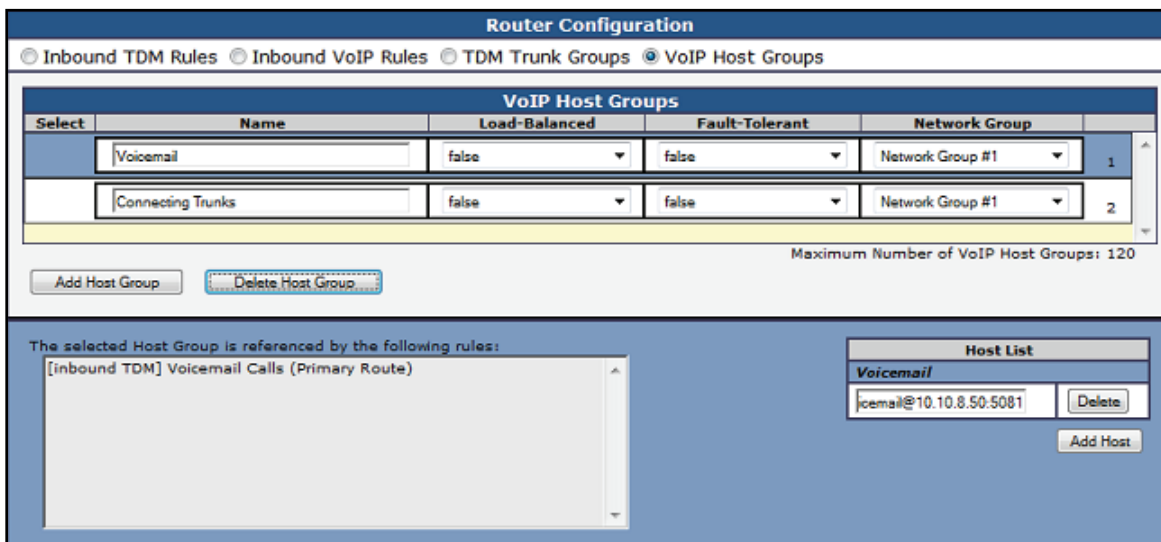 Router Configuration
Inbound TDM Rules Inbound VoIP Rules TDM Trunk Groups VoIP Host Groups
VoIP Host Groups
Select Name Load-Balanced Fault-Tolerant Network Group
Voicemail false false Network Group #1 1
Connecting Trunks false false Network Group #1 2
Maximum Number of VoIP Host Groups: 120
Add Host Group Delete Host Group
The selected Host Group is referenced by the following rules:
[inbound TDM] Voicemail Calls (Primary Route)
Host List
Voicemail
icemail@10.10.8.50:5081 Delete
Add Host